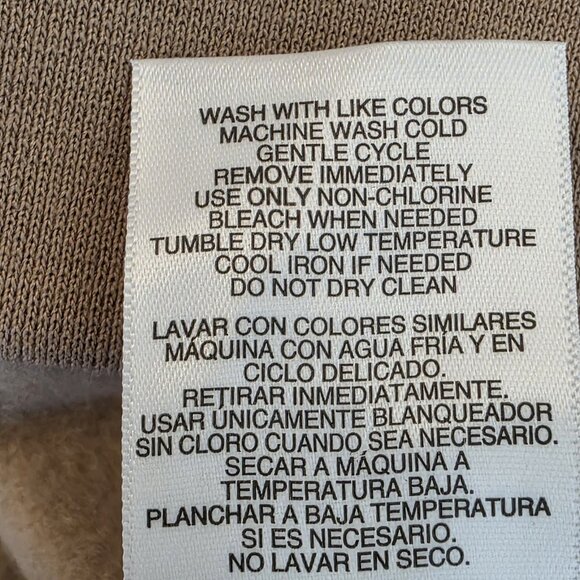 WASH WITH LIKE COLORS
MACHINE WASH COLD
GENTLE CYCLE
REMOVE IMMEDIATELY
USE ONLY NON-CHLORINE
BLEACH WHEN NEEDED
TUMBLE DRY LOW TEMPERATURE
COOL IRON IF NEEDED
DO NOT DRY CLEAN
LAVAR CON COLORES SIMILARES
MÁQUINA CON AGUA FRÍA Y EN
CICLO DELICADO.
RETIRAR INMEDIATAMENTE.
USAR ÚNICAMENTE BLANQUEADOR
SIN CLORO CUANDO SEA NECESARIO.
SECAR A MÁQUINA A
TEMPERATURA BAJA.
PLANCHAR A BAJA TEMPERATURA
SI ES NECESARIO.
NO LAVAR EN SECO.